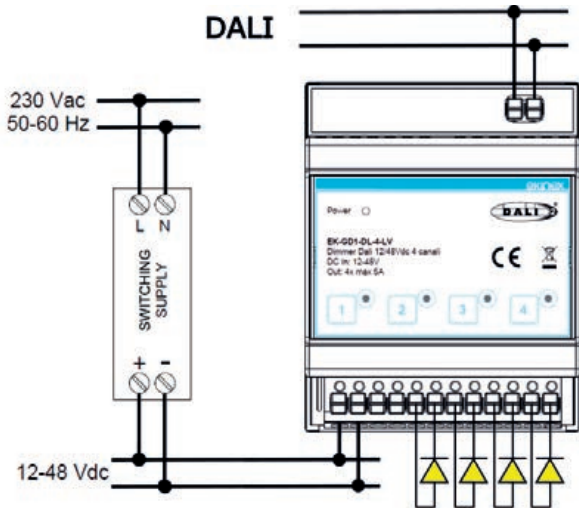 DALI
230 Vac
50-60 Hz
L N
SWITCHING
SUPPLY
+ -
12-48 Vdc
ekinex
Power
DALI
EK-GD1-DL-4-LV
Dimmer Dali 12/48Vdc 4 canali
DC In: 12-48V
Out: 4x max 5A
CE
1 2 3 4